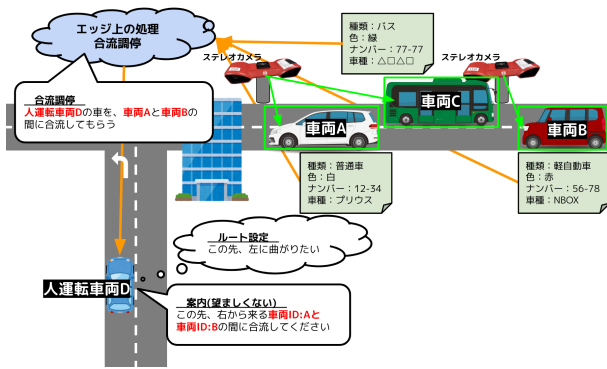 エッジ上の処理
合流調停
ステレオカメラ
種類：バス
色：緑
ナンバー：77-77
車種：△□△□
ステレオカメラ
合流調停
人運転車両Dの車を、車両Aと車両Bの
間に合流してもらう
車両A
車両C
車両B
種類：普通車
色：白
ナンバー：12-34
車種：プリウス
種類：軽自動車
色：赤
ナンバー：56-78
車種：NBOX
ルート設定
この先、左に曲がりたい
人運転車両D
案内(望ましくない)
この先、右から来る車両ID:Aと
車両ID:Bの間に合流してください